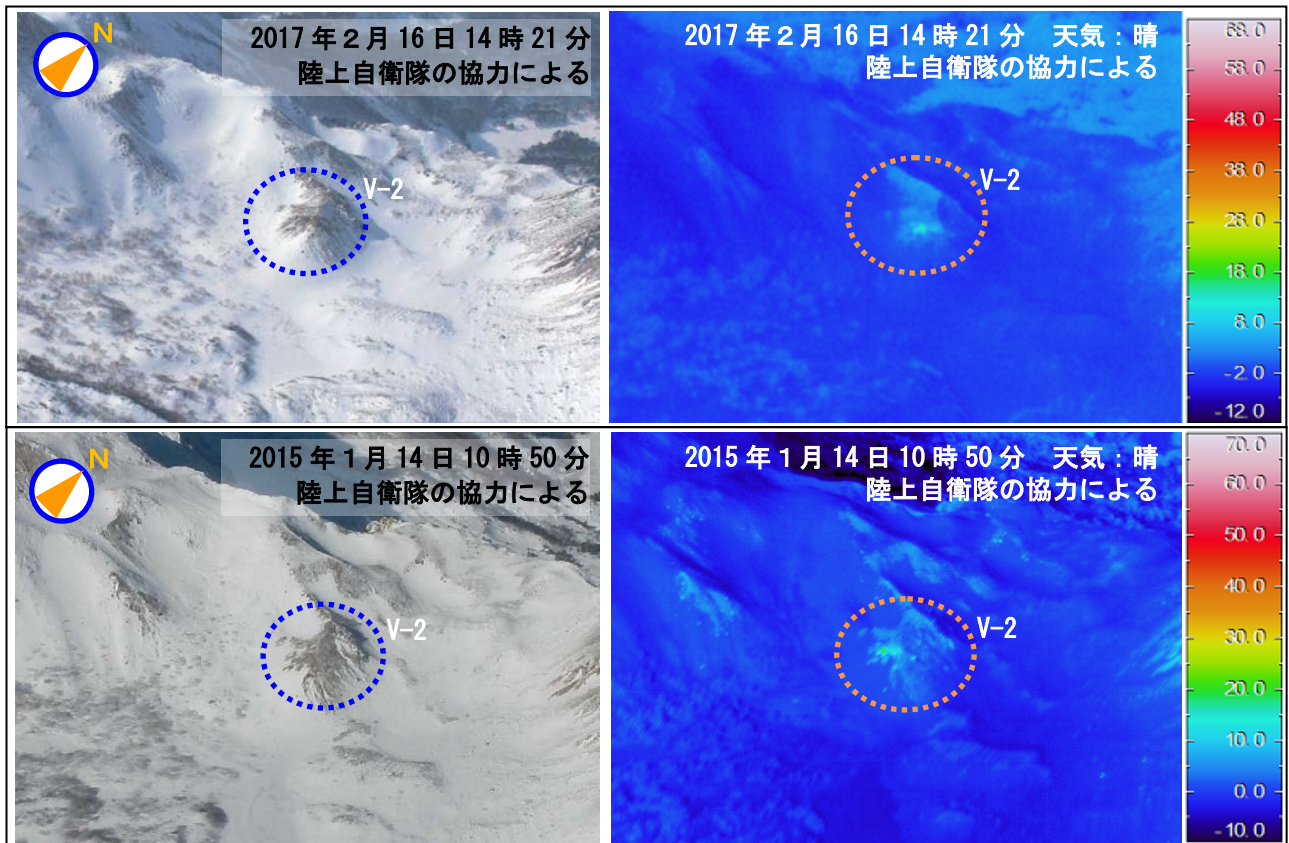 N
2017年2月16日14時21分
陸上自衛隊の協力による
V-2
2017年2月16日14時21分 天気：晴
陸上自衛隊の協力による
V-2
68.0
58.0
48.0
38.0
28.0
18.0
8.0
-2.0
-12.0
N
2015年1月14日10時50分
陸上自衛隊の協力による
V-2
2015年1月14日10時50分 天気：晴
陸上自衛隊の協力による
V-2
70.0
60.0
50.0
40.0
30.0
20.0
10.0
0.0
-10.0